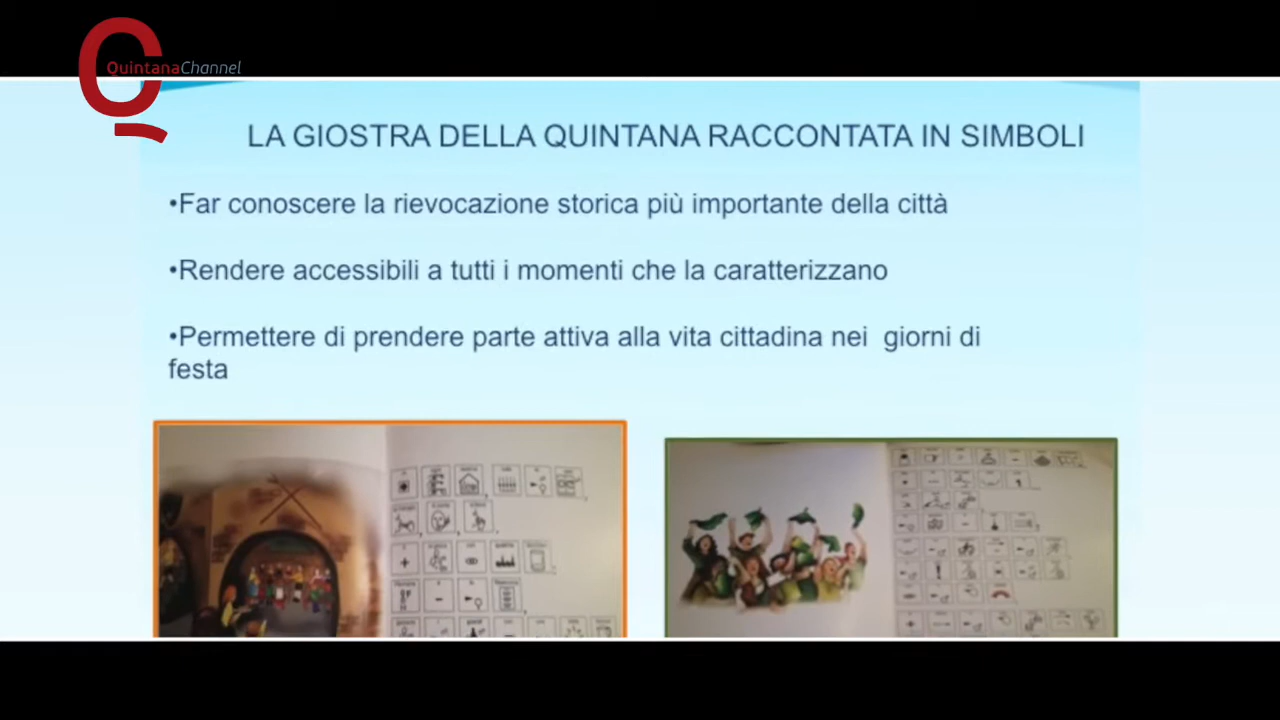 QuintanaChannel
LA GIOSTRA DELLA QUINTANA RACCONTATA IN SIMBOLI
•Far conoscere la rievocazione storica più importante della città
•Rendere accessibili a tutti i momenti che la caratterizzano
•Permettere di prendere parte attiva alla vita cittadina nei giorni di
festa